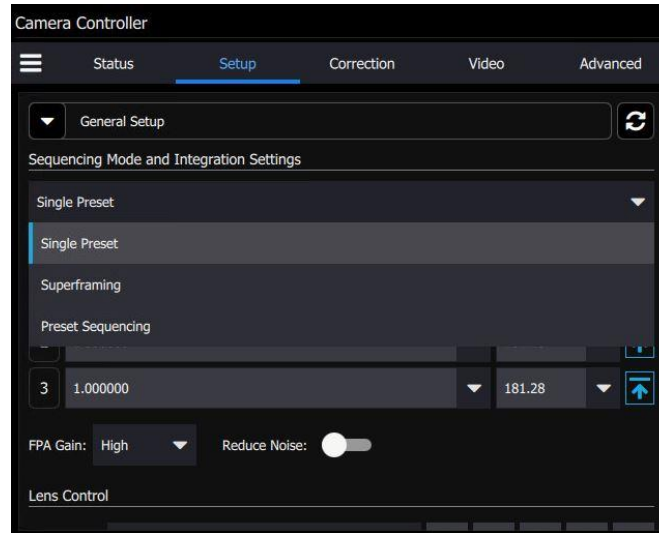 Camera Controller
Status Setup Correction Video Advanced
General Setup
Sequencing Mode and Integration Settings
Single Preset
Single Preset
Superframing
Preset Sequencing
3 1.000000 181.28
FPA Gain: High Reduce Noise:
Lens Control